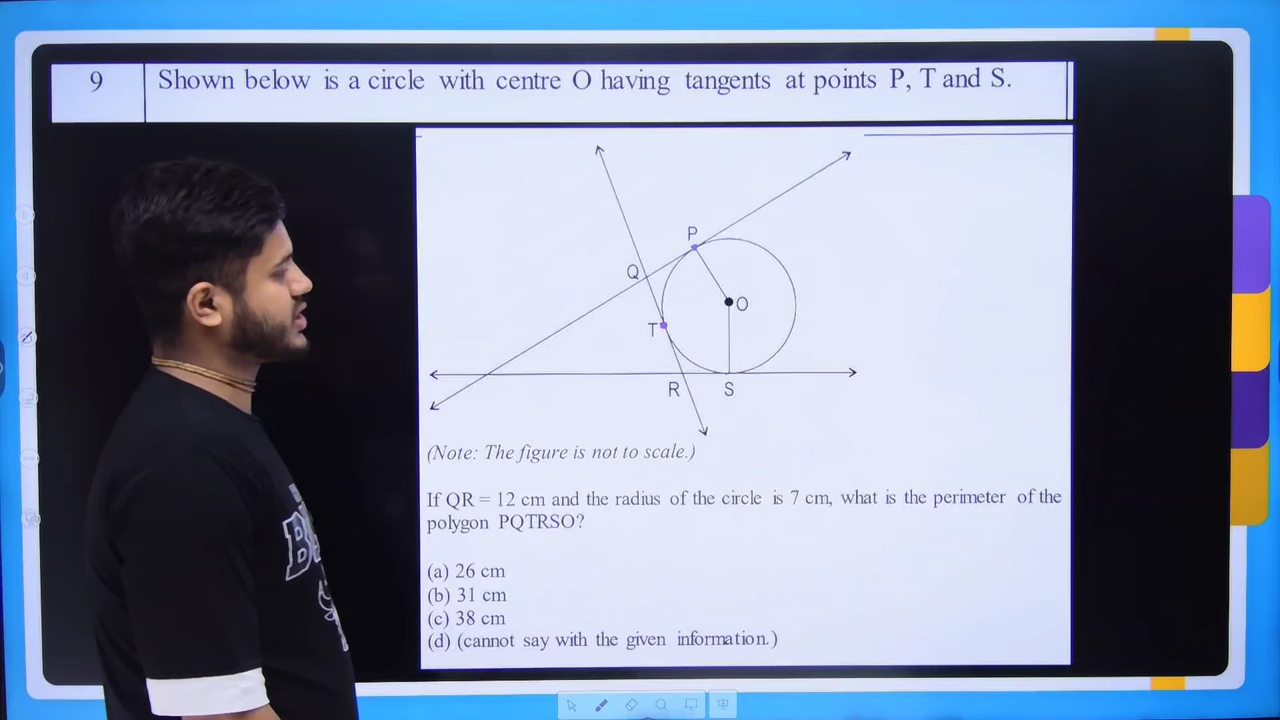 9 Shown below is a circle with centre O having tangents at points P, T and S.
P
Q
O
T
R S
(Note: The figure is not to scale.)
If QR = 12 cm and the radius of the circle is 7 cm, what is the perimeter of the
polygon PQTRSO?
(a) 26 cm
(b) 31 cm
(c) 38 cm
(d) (cannot say with the given information.)